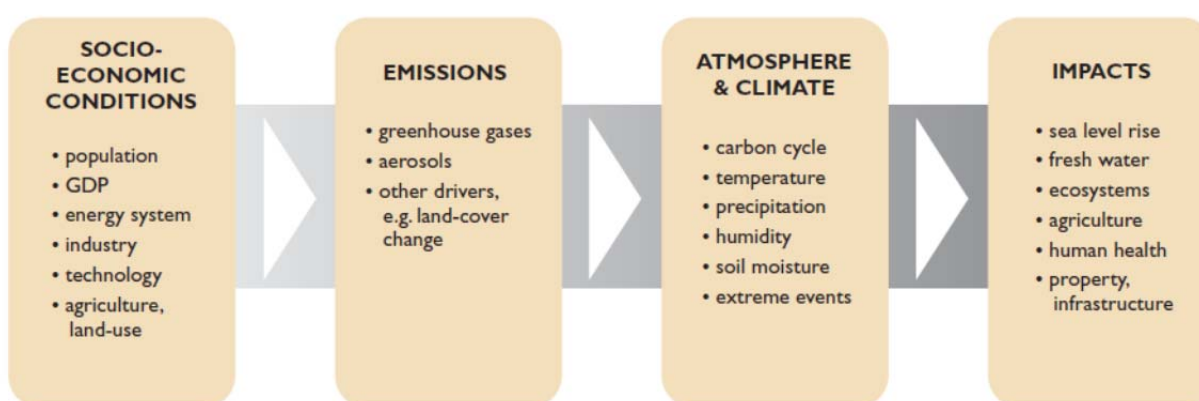 SOCIO-
ECONOMIC
CONDITIONS
• population
• GDP
• energy system
• industry
• technology
• agriculture,
land-use
EMISSIONS
• greenhouse gases
• aerosols
• other drivers,
e.g. land-cover
change
ATMOSPHERE
& CLIMATE
• carbon cycle
• temperature
• precipitation
• humidity
• soil moisture
• extreme events
IMPACTS
• sea level rise
• fresh water
• ecosystems
• agriculture
• human health
• property,
infrastructure